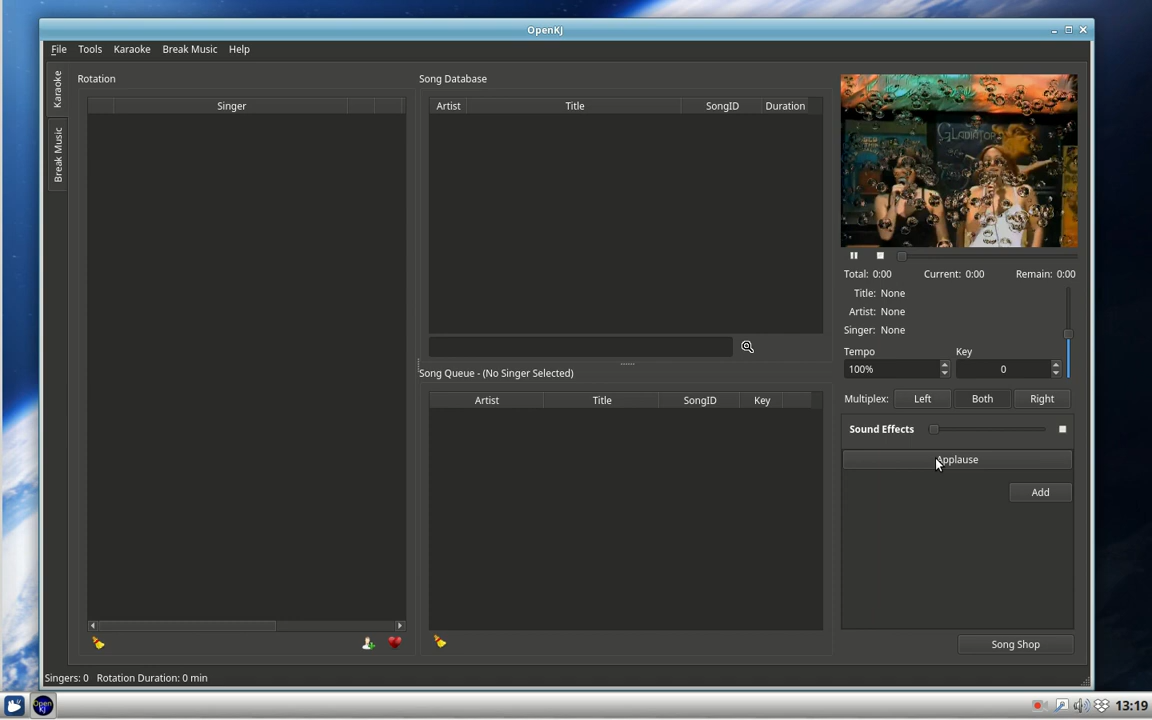 OpenKJ
File Tools Karaoke Break Music Help
Karaoke
Break Music
Rotation
Singer
Song Database
Artist Title SongID Duration
GLADIATOR
Total: 0:00 Current: 0:00 Remain: 0:00
Title: None
Artist: None
Singer: None
Tempo Key
100% 0
Multiplex: Left Both Right
Sound Effects
Applause
Add
Song Queue - (No Singer Selected)
Artist Title SongID Key
Song Shop
Singers: 0 Rotation Duration: 0 min
Open
KJ
13:19